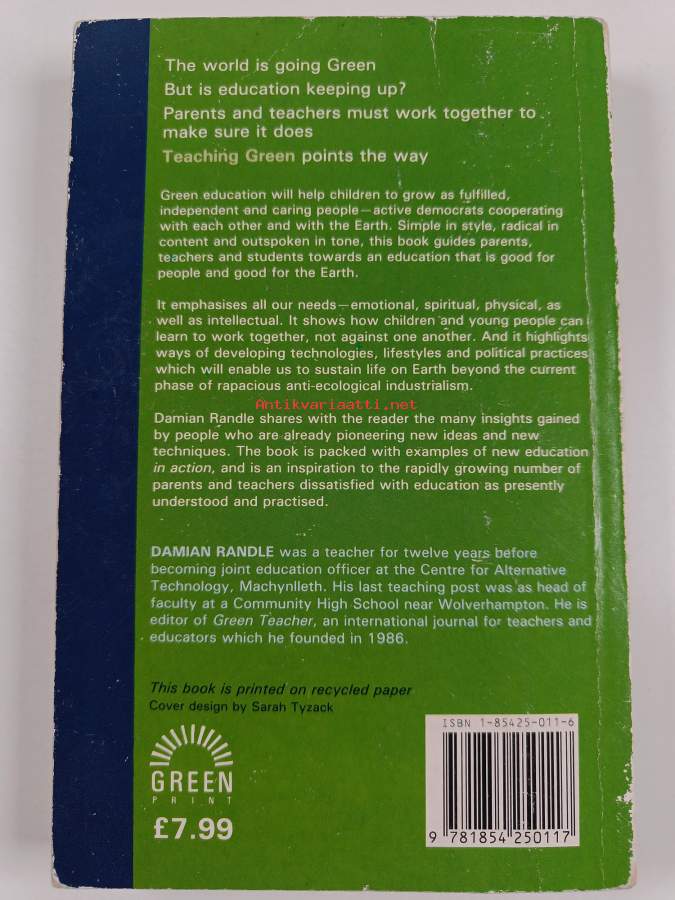 The world is going Green
But is education keeping up?
Parents and teachers must work together to
make sure it does
Teaching Green points the way
Green education will help children to grow as fulfilled,
independent and caring people—active democrats cooperating
with each other and with the Earth. Simple in style, radical in
content and outspoken in tone, this book guides parents,
teachers and students towards an education that is good for
people and good for the Earth.
It emphasises all our needs—emotional, spiritual, physical, as
well as intellectual. It shows how children and young people can
learn to work together, not against one another. And it highlights
ways of developing technologies, lifestyles and political practices
which will enable us to sustain life on Earth beyond the current
phase of rapacious anti-ecological industrialism.
Antikvariaatti.net
Damian Randle shares with the reader the many insights gained
by people who are already pioneering new ideas and new
techniques. The book is packed with examples of new education
in action, and is an inspiration to the rapidly growing number of
parents and teachers dissatisfied with education as presently
understood and practised.
DAMIAN RANDLE was a teacher for twelve years before
becoming joint education officer at the Centre for Alternative
Technology, Machynlleth. His last teaching post was as head of
faculty at a Community High School near Wolverhampton. He is
editor of Green Teacher, an international journal for teachers and
educators which he founded in 1986.
This book is printed on recycled paper
Cover design by Sarah Tyzack
ISBN 1-85425-011-6
GREEN
PRINT
£7.99
9 781854 250117